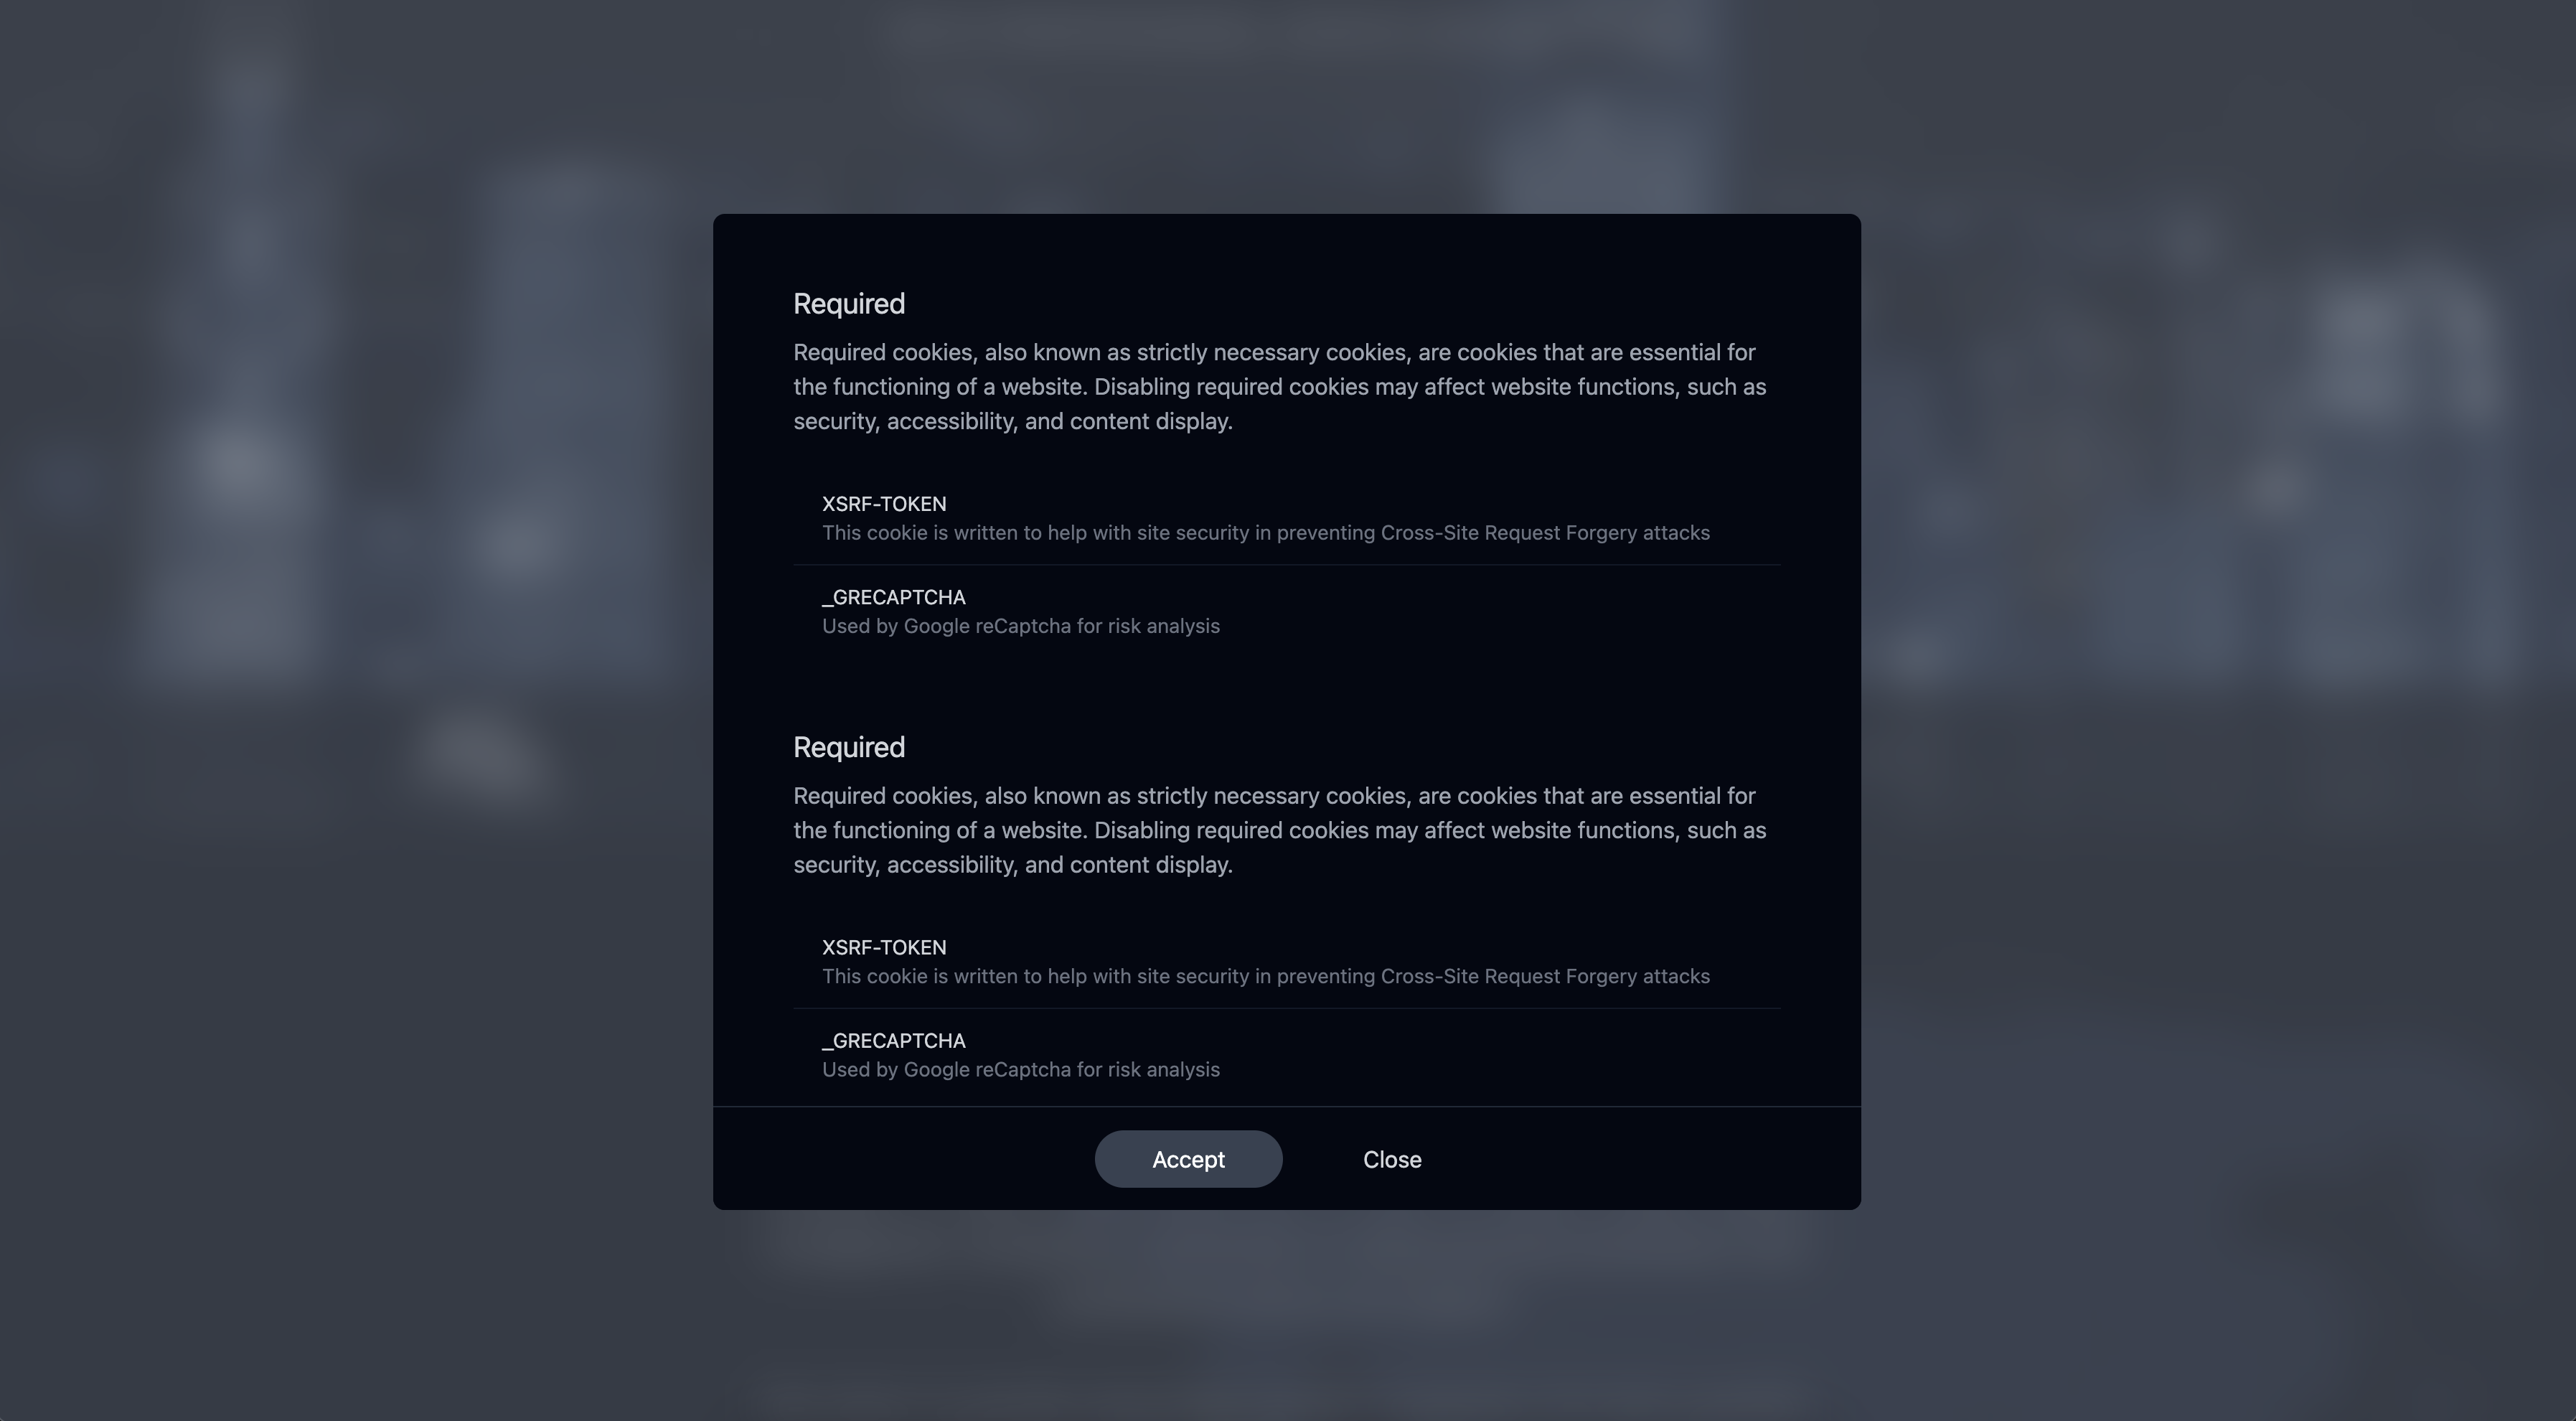 Required
Required cookies, also known as strictly necessary cookies, are cookies that are essential for
the functioning of a website. Disabling required cookies may affect website functions, such as
security, accessibility, and content display.
XSRF-TOKEN
This cookie is written to help with site security in preventing Cross-Site Request Forgery attacks
_GRECAPTCHA
Used by Google reCaptcha for risk analysis
Required
Required cookies, also known as strictly necessary cookies, are cookies that are essential for
the functioning of a website. Disabling required cookies may affect website functions, such as
security, accessibility, and content display.
XSRF-TOKEN
This cookie is written to help with site security in preventing Cross-Site Request Forgery attacks
_GRECAPTCHA
Used by Google reCaptcha for risk analysis
Accept
Close